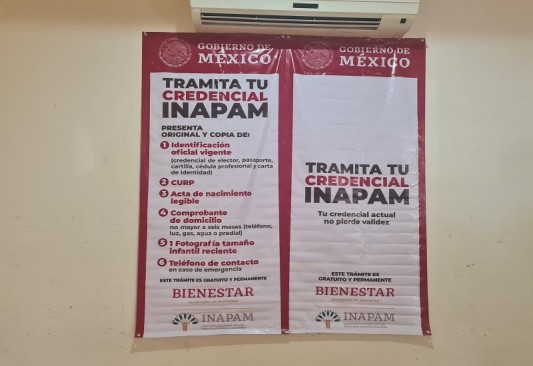 GOBIERNO DE
MÉXICO
TRAMITA TU
CREDENCIAL
INAPAM
PRESENTA
ORIGINAL Y COPIA DE:
1 Identificación
oficial vigente
(credencial de elector, pasaporte,
cartilla, cédula profesional y carta
de identidad)
2 CURP
3 Acta de nacimiento
legible
4 Comprobante
de domicilio
no mayor a seis meses (teléfono,
luz, gas, agua o predial)
5 1 Fotografía tamaño
infantil reciente
6 Teléfono de contacto
en caso de emergencia
ESTE TRÁMITE ES GRATUITO Y PERMANENTE
BIENESTAR
INAPAM
GOBIERNO DE
MÉXICO
TRAMITA TU
CREDENCIAL
INAPAM
Tu credencial actual
no pierde validez
ESTE TRÁMITE ES
GRATUITO Y PERMANENTE
BIENESTAR
INAPAM